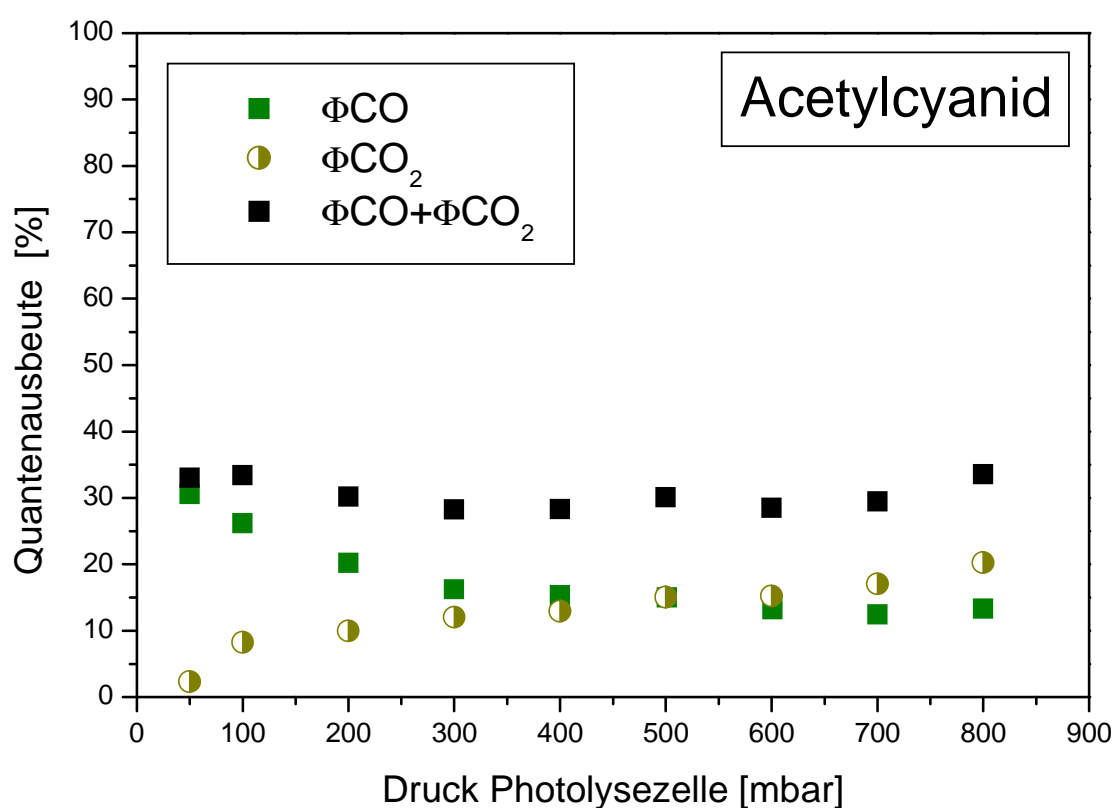 Acetylcyanid
ΦCO
ΦCO2
ΦCO+ΦCO2
Quantenausbeute [%]
100
90
80
70
60
50
40
30
20
10
0
0 100 200 300 400 500 600 700 800 900
Druck Photolysezelle [mbar]